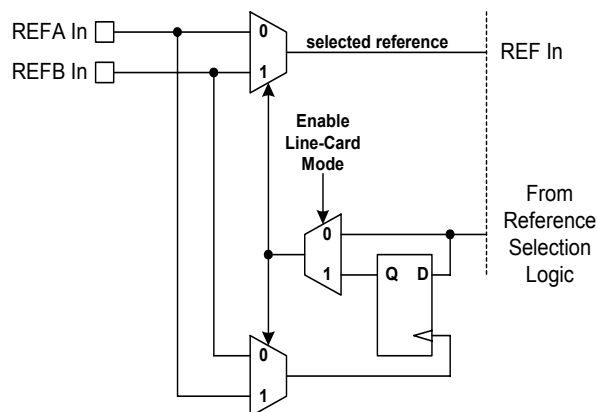 REFA In
0
selected reference
REF In
REFB In
1
Enable
Line-Card
Mode
From
Reference
Selection
Logic
0
1
Q D
0
1